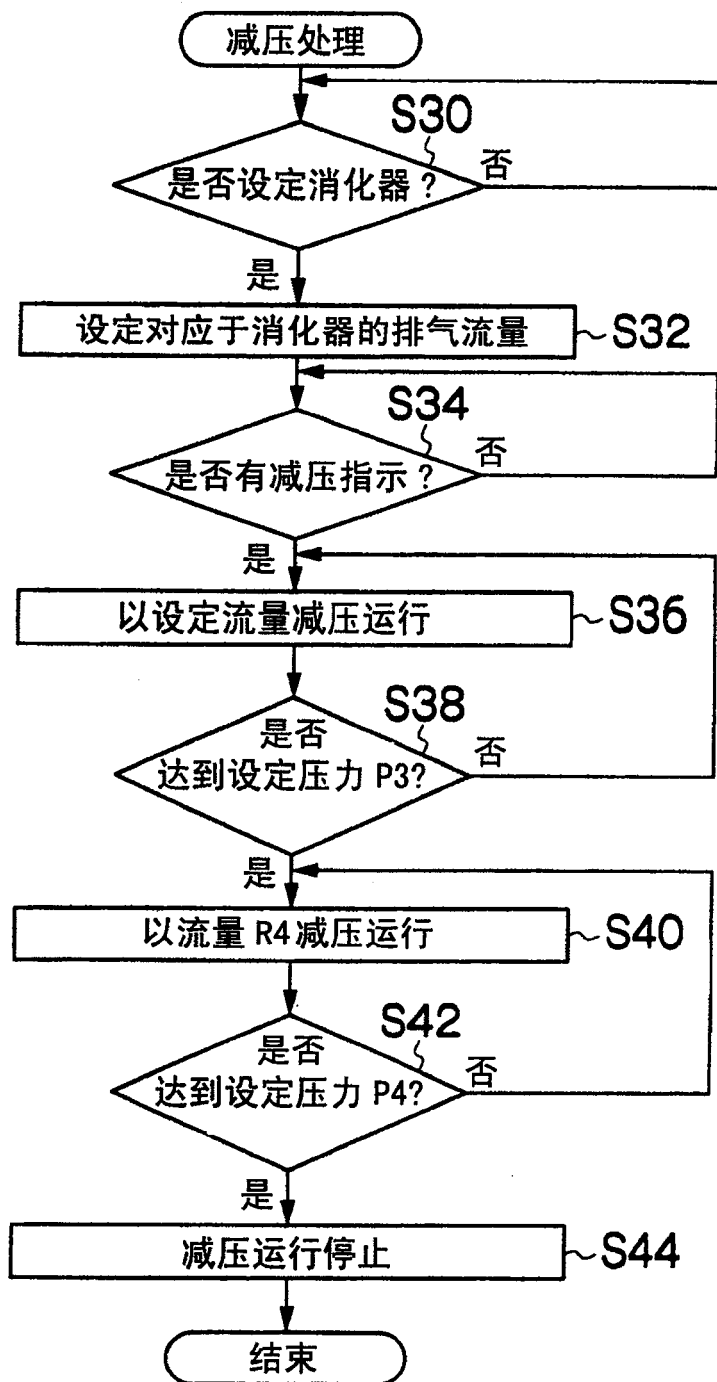 减压处理
S30
是否设定消化器?
否
是
设定对应于消化器的排气流量
S32
S34
是否有减压指示?
否
是
以设定流量减压运行
S36
S38
是否
达到设定压力 P3?
否
是
以流量 R4 减压运行
S40
S42
是否
达到设定压力 P4?
否
是
减压运行停止
S44
结束